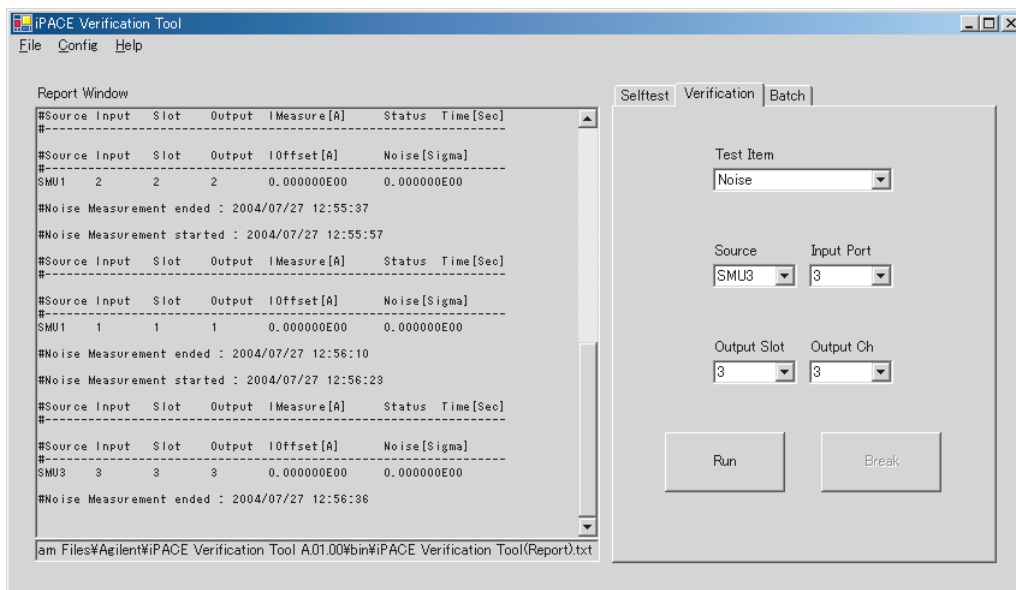 iPACE Verification Tool
File Config Help
Report Window
#Source Input Slot Output IMeasure[A] Status Time[Sec]
#------------------------------------------------------------------------
#Source Input Slot Output IOffset[A] Noise[Sigma]
#------------------------------------------------------------------------
SMU1 2 2 2 0.000000E00 0.000000E00
#Noise Measurement ended : 2004/07/27 12:55:37
#Noise Measurement started : 2004/07/27 12:55:57
#Source Input Slot Output IMeasure[A] Status Time[Sec]
#------------------------------------------------------------------------
#Source Input Slot Output IOffset[A] Noise[Sigma]
#------------------------------------------------------------------------
SMU1 1 1 1 0.000000E00 0.000000E00
#Noise Measurement ended : 2004/07/27 12:56:10
#Noise Measurement started : 2004/07/27 12:56:23
#Source Input Slot Output IMeasure[A] Status Time[Sec]
#------------------------------------------------------------------------
#Source Input Slot Output IOffset[A] Noise[Sigma]
#------------------------------------------------------------------------
SMU3 3 3 3 0.000000E00 0.000000E00
#Noise Measurement ended : 2004/07/27 12:56:36
am Files¥Agilent¥iPACE Verification Tool A.01.00¥bin¥iPACE Verification Tool(Report).txt
Selftest Verification Batch
Test Item
Noise
Source Input Port
SMU3 3
Output Slot Output Ch
3 3
Run Break